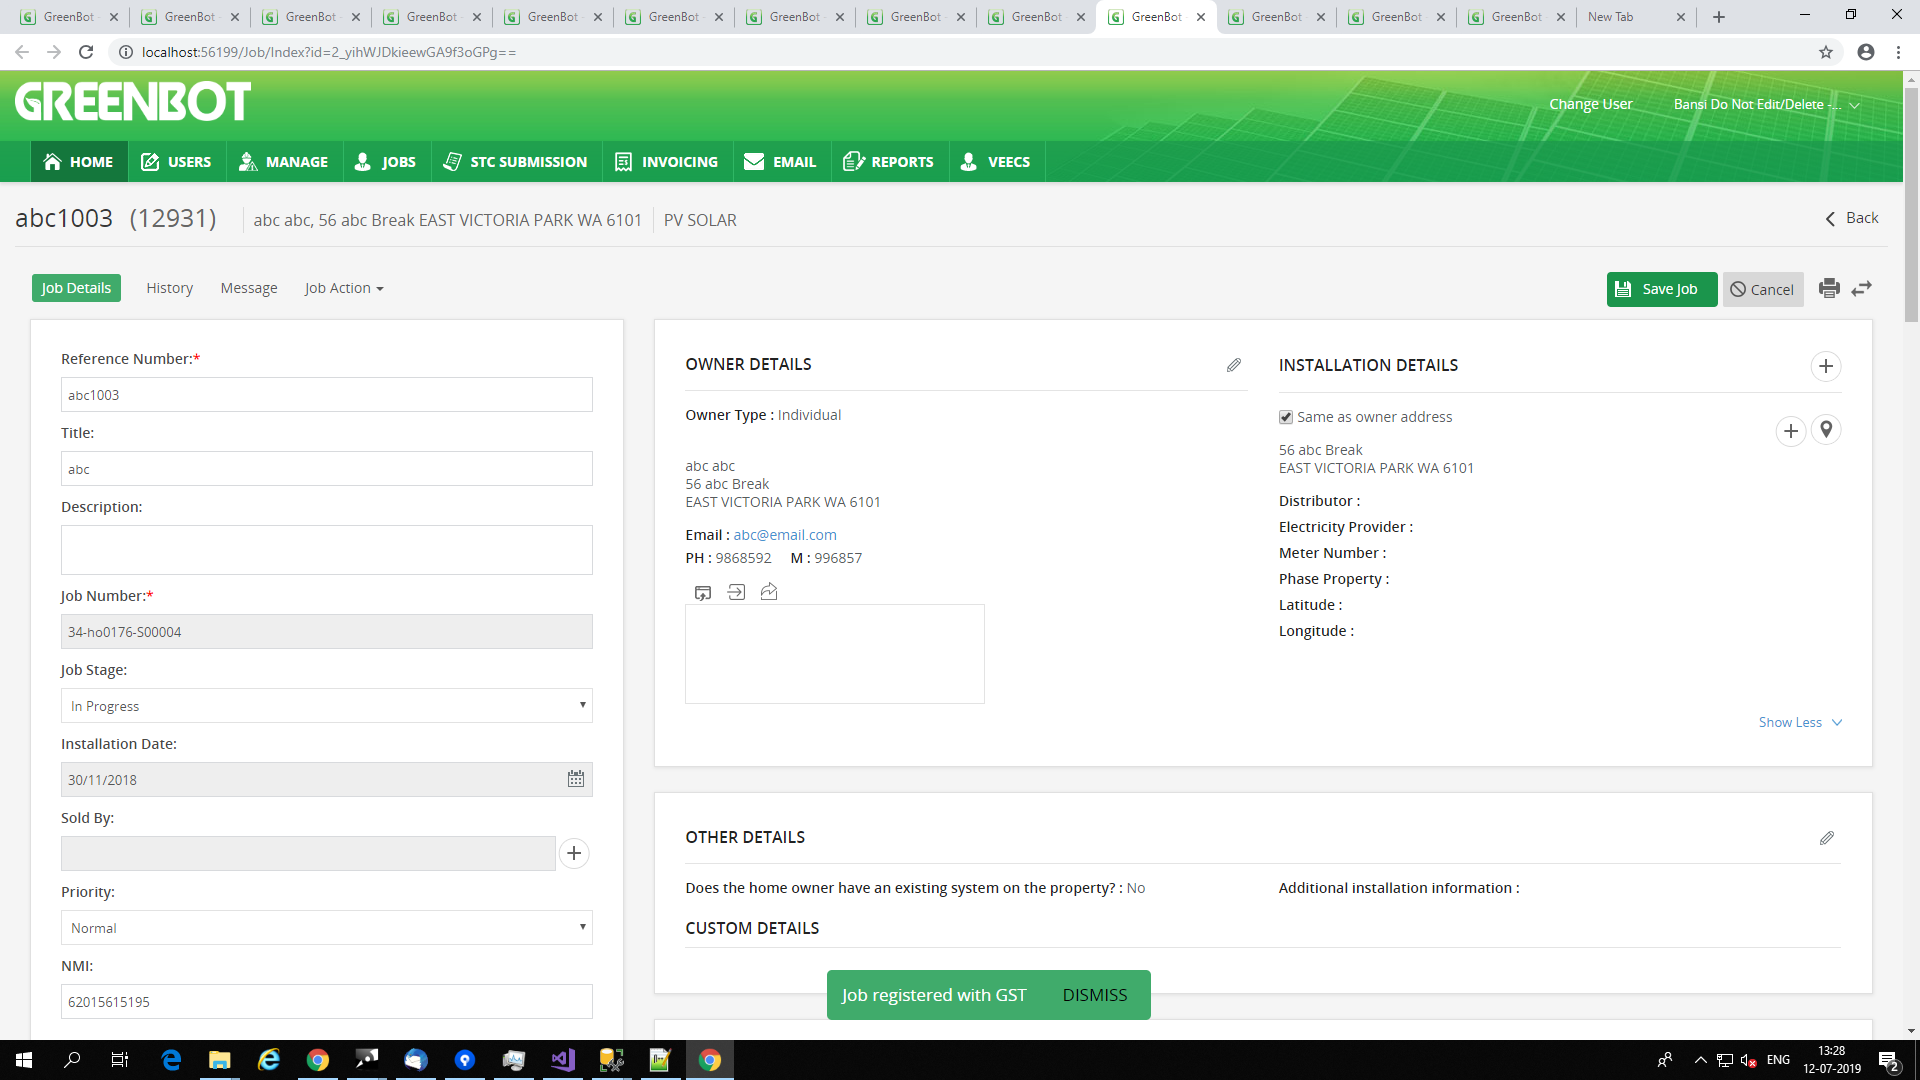 GreenBot
GreenBot
GreenBot
GreenBot
GreenBot
GreenBot
GreenBot
GreenBot
GreenBot
GreenBot
GreenBot
GreenBot
GreenBot
New Tab
localhost:56199/Job/Index?id=2_yihWJDkieewGA9f3oGPg==
GREENBOT
Change User
Bansi Do Not Edit/Delete -...
HOME
USERS
MANAGE
JOBS
STC SUBMISSION
INVOICING
EMAIL
REPORTS
VEECS
abc1003 (12931)
abc abc, 56 abc Break EAST VICTORIA PARK WA 6101
PV SOLAR
Back
Job Details
History
Message
Job Action
Save Job
Cancel
Reference Number:*
abc1003
Title:
abc
Description:
Job Number:*
34-ho0176-S00004
Job Stage:
In Progress
Installation Date:
30/11/2018
Sold By:
Priority:
Normal
NMI:
62015615195
OWNER DETAILS
Owner Type : Individual
abc abc
56 abc Break
EAST VICTORIA PARK WA 6101
Email : abc@email.com
PH : 9868592 M : 996857
INSTALLATION DETAILS
Same as owner address
56 abc Break
EAST VICTORIA PARK WA 6101
Distributor :
Electricity Provider :
Meter Number :
Phase Property :
Latitude :
Longitude :
Show Less
OTHER DETAILS
Does the home owner have an existing system on the property? : No
Additional installation information :
CUSTOM DETAILS
Job registered with GST
DISMISS
ENG
13:28
12-07-2019
2